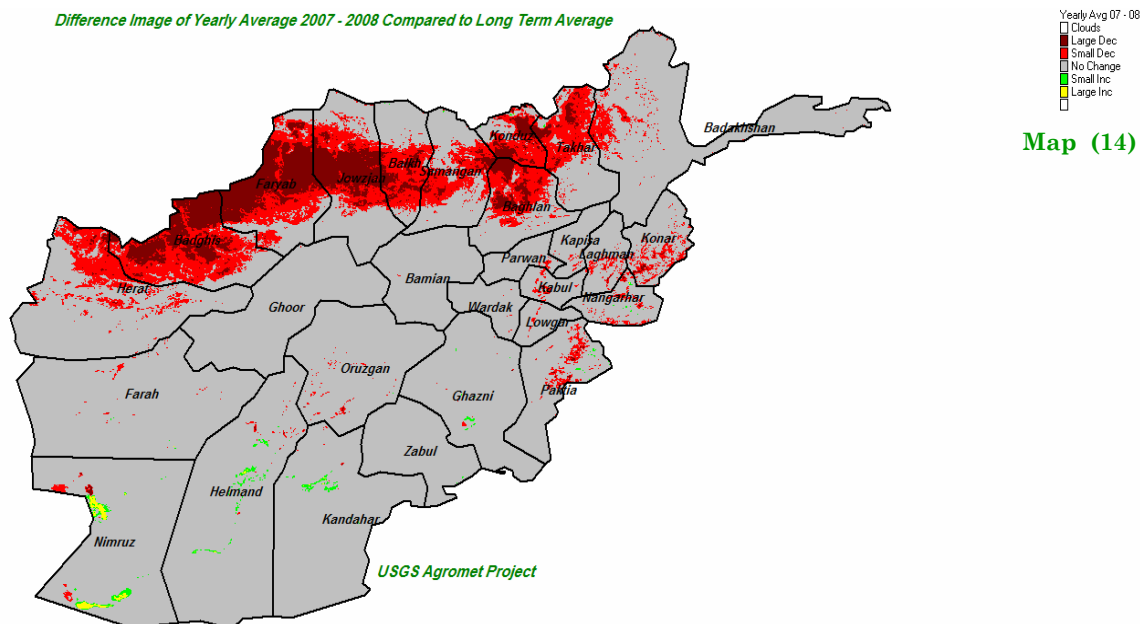 Difference Image of Yearly Average 2007 - 2008 Compared to Long Term Average
Yearly Avg 07 - 08
Clouds
Large Dec
Small Dec
No Change
Small Inc
Large Inc
Map (14)
Badakhshan
Konduz
Takhar
Balkh
Samangan
Faryab
Jowzjan
Baghlan
Badghis
Kapisa
Konar
Laghman
Parwan
Bamian
Kabul
Herat
Nangarhar
Ghoor
Wardak
Lowgar
Oruzgan
Farah
Ghazni
Paktia
Zabul
Helmand
Kandahar
Nimruz
USGS Agromet Project